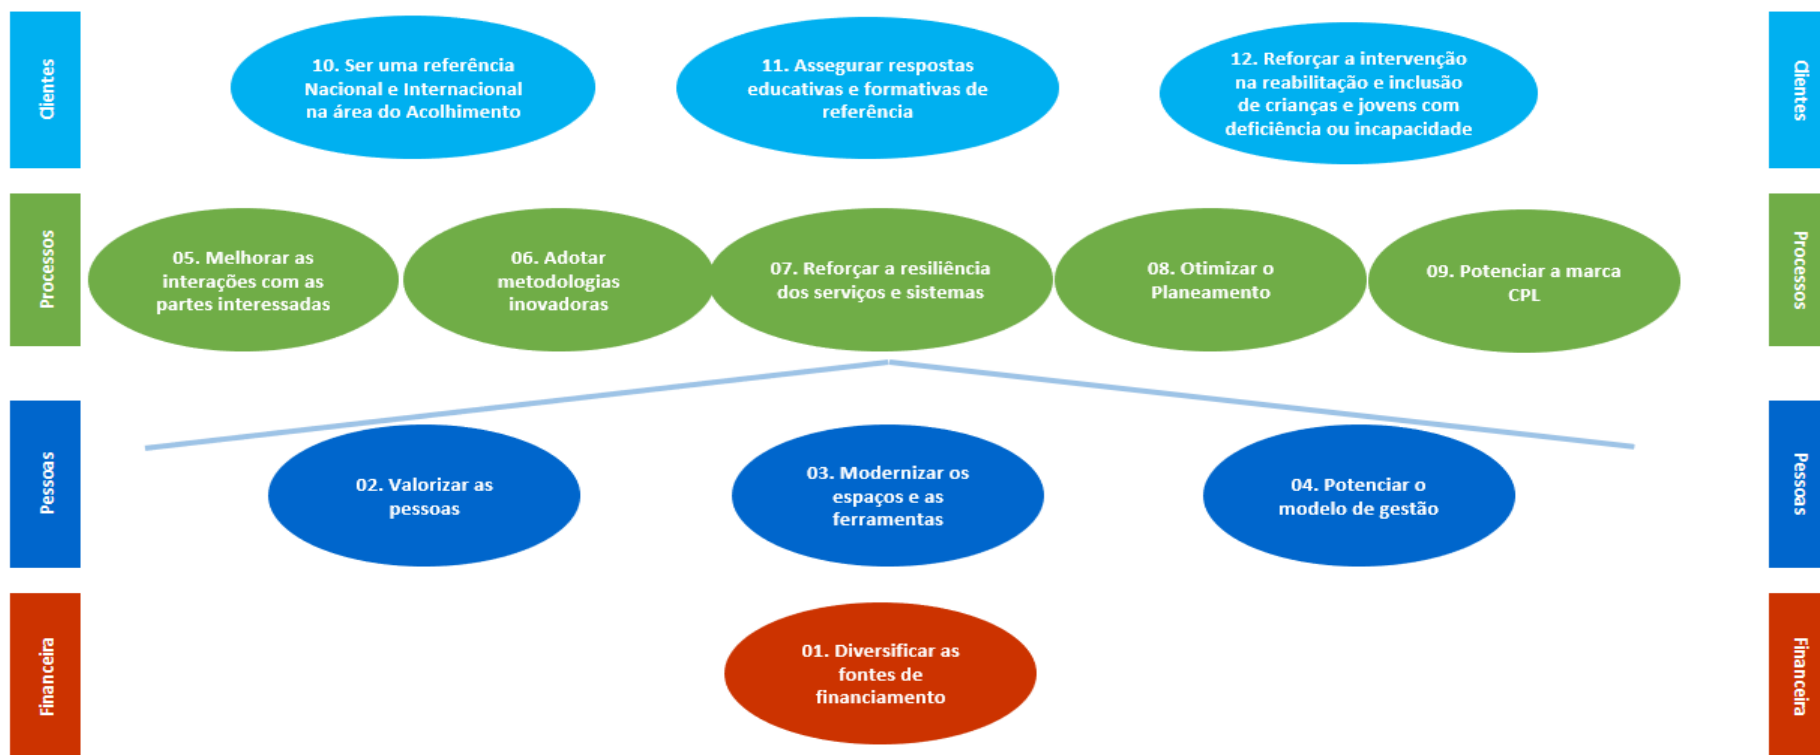 Clientes
10. Ser uma referência
Nacional e Internacional
na área do Acolhimento
11. Assegurar respostas
educativas e formativas de
referência
12. Reforçar a intervenção
na reabilitação e inclusão
de crianças e jovens com
deficiência ou incapacidade
Clientes
Processos
05. Melhorar as
interações com as
partes interessadas
06. Adotar
metodologias
inovadoras
07. Reforçar a resiliência
dos serviços e sistemas
08. Otimizar o
Planeamento
09. Potenciar a marca
CPL
Processos
Pessoas
02. Valorizar as
pessoas
03. Modernizar os
espaços e as
ferramentas
04. Potenciar o
modelo de gestão
Pessoas
Financeira
01. Diversificar as
fontes de
financiamento
Financeira